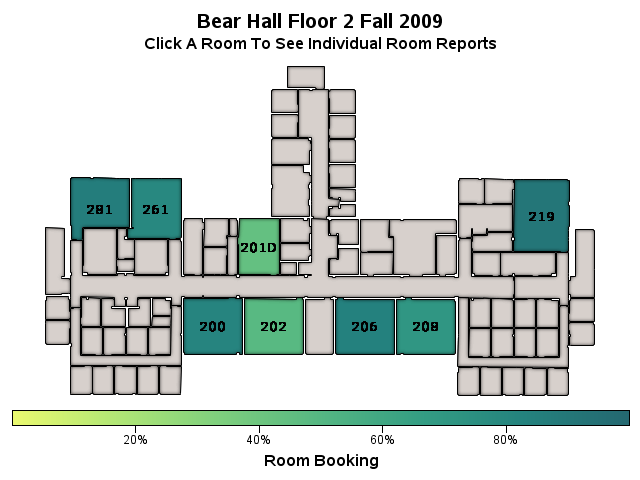 Bear Hall Floor 2 Fall 2009
Click A Room To See Individual Room Reports
281 261 219
201D
200 202 206 208
20% 40% 60% 80%
Room Booking